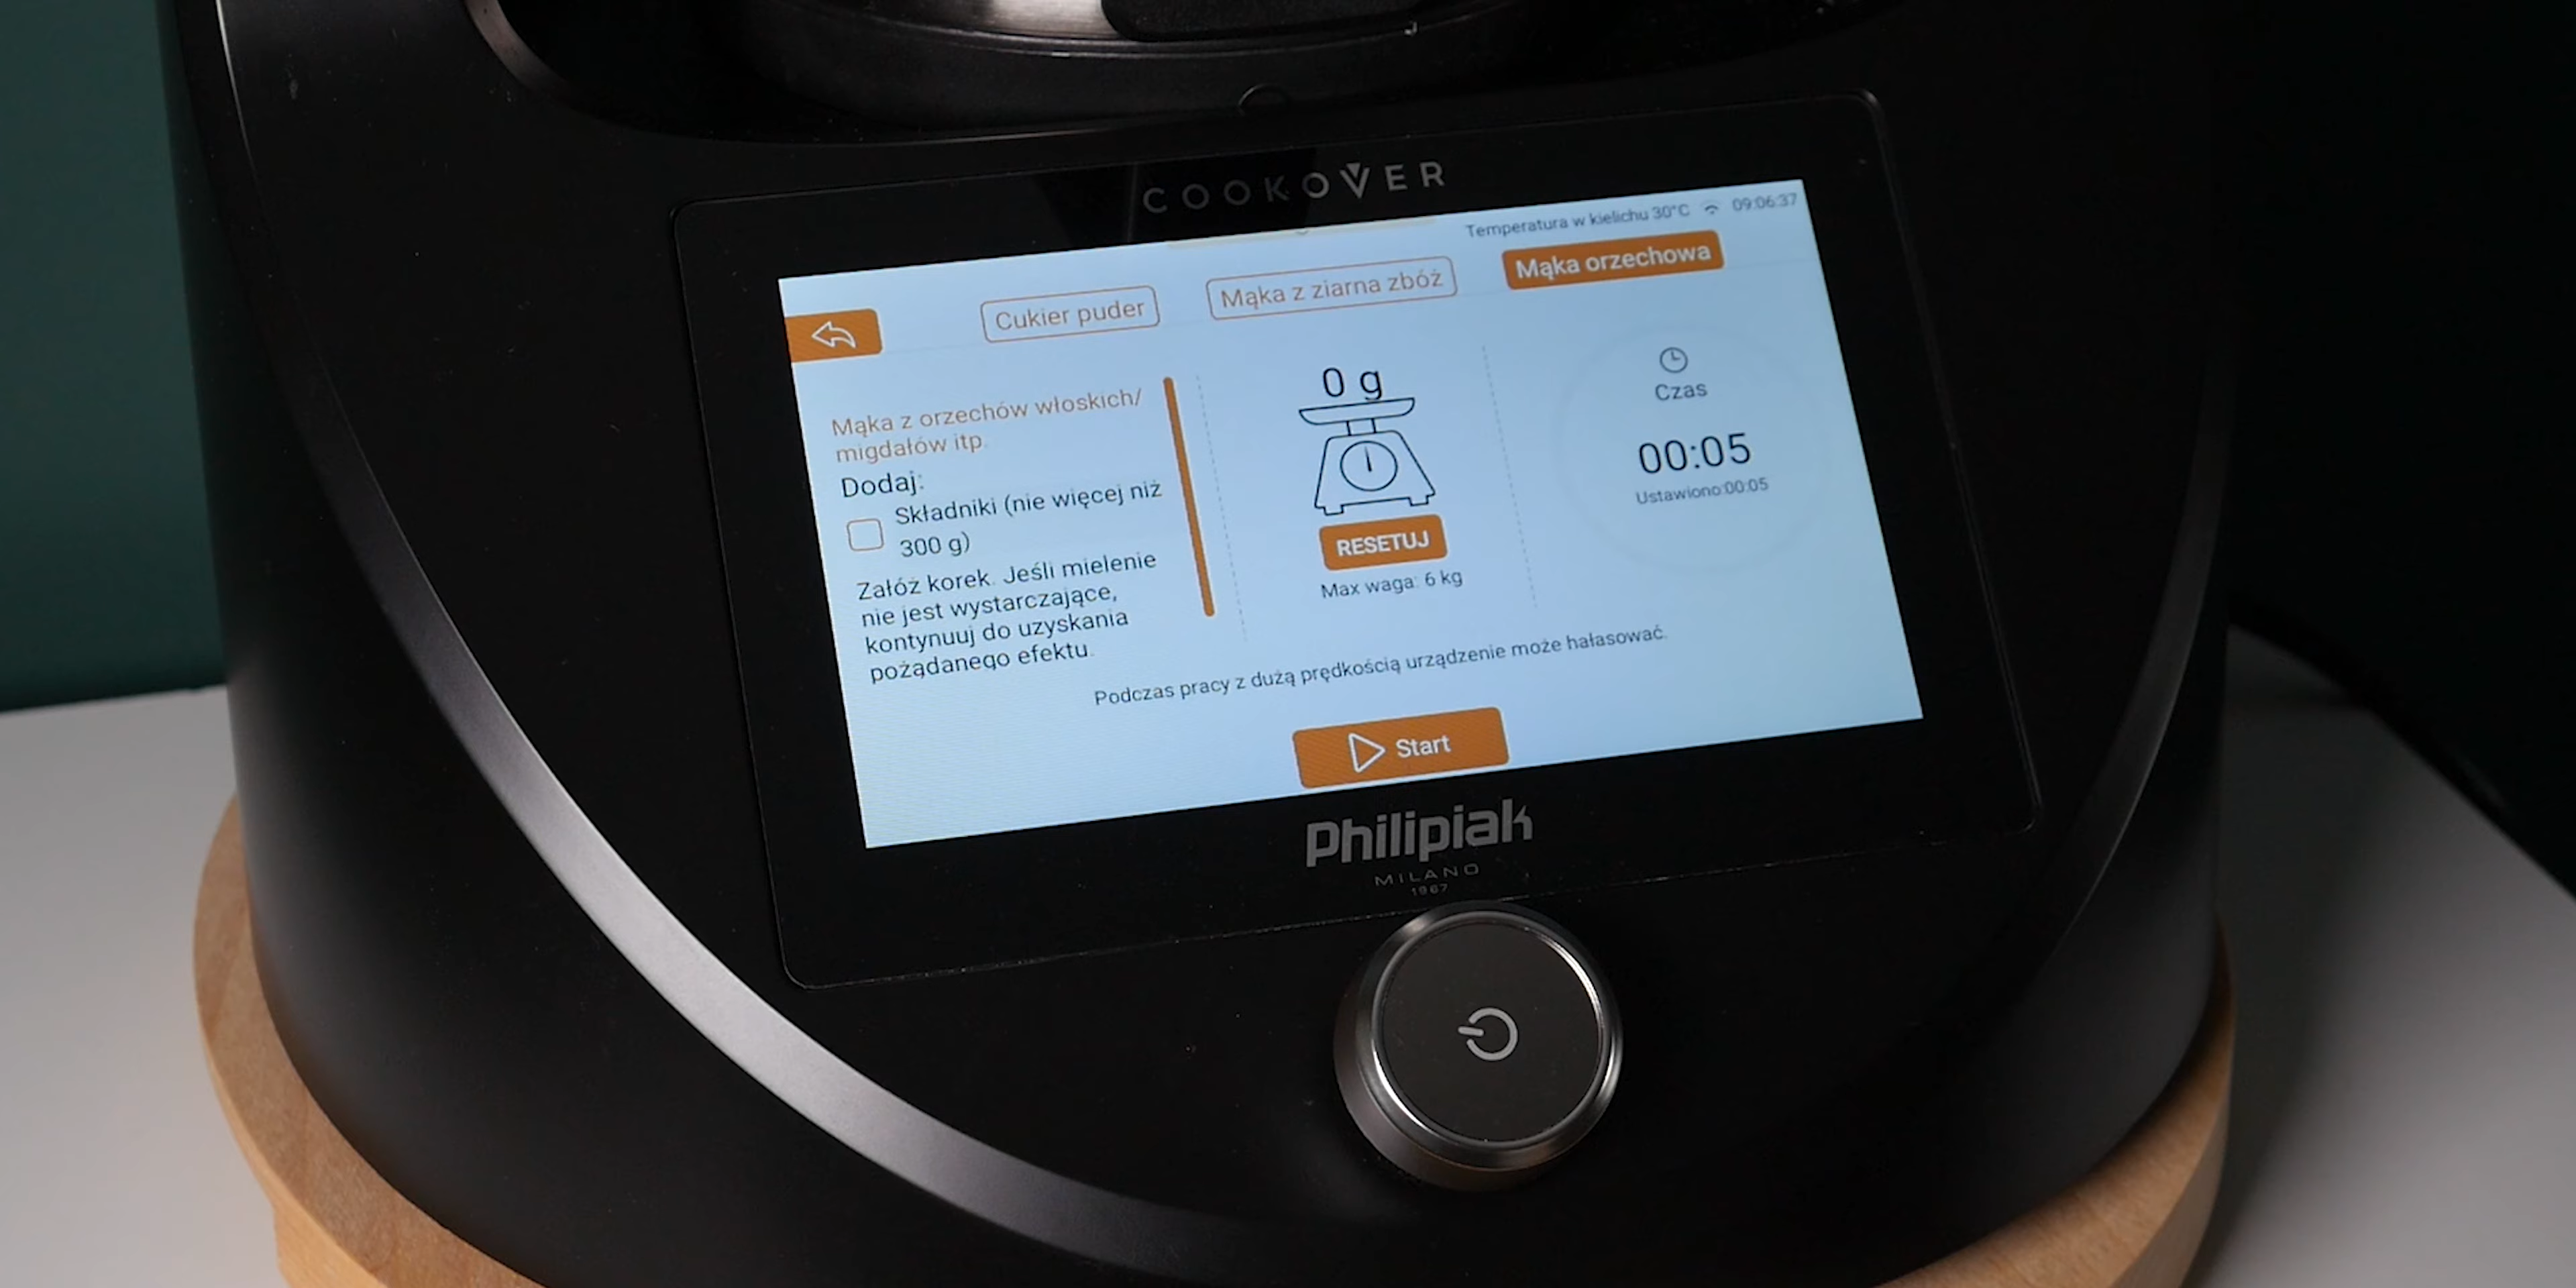 COOKOVER
Temperatura w kielichu 30°C 09:06:37
Cukier puder
Mąka z ziarna zbóż
Mąka orzechowa
Mąka z orzechów włoskich/
migdałów itp.
Dodaj:
Składniki (nie więcej niż
300 g)
Załóż korek. Jeśli mielenie
nie jest wystarczające,
kontynuuj do uzyskania
pożądanego efektu.
0 g
RESETUJ
Max waga: 6 kg
Czas
00:05
Ustawiono:00:05
Podczas pracy z dużą prędkością urządzenie może hałasować.
Start
Philipiak
MILANO
1967